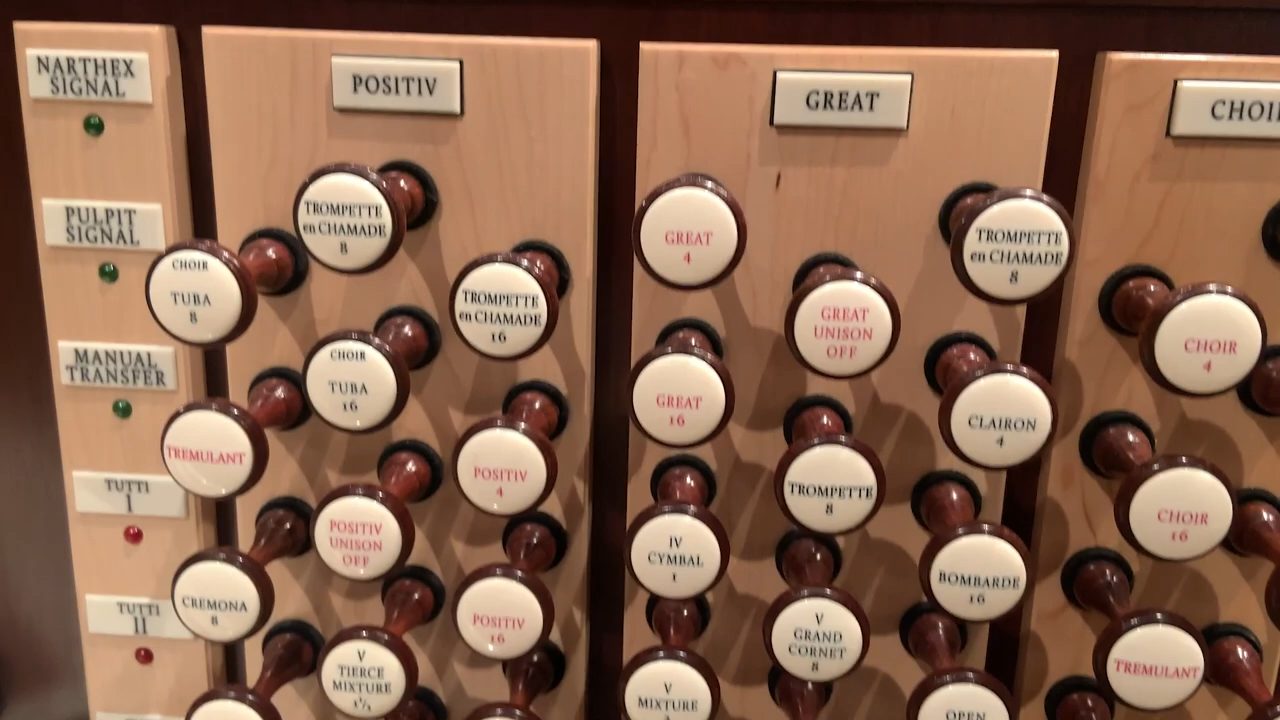 NARTHEX
SIGNAL
PULPIT
SIGNAL
MANUAL
TRANSFER
TUTTI
I
TUTTI
II
POSITIV
TROMPETTE
en CHAMADE
8
CHOIR
TUBA
8
TROMPETTE
en CHAMADE
16
CHOIR
TUBA
16
TREMULANT
POSITIV
4
POSITIV
UNISON
OFF
CREMONA
8
POSITIV
16
V
TIERCE
MIXTURE
1⅓
GREAT
GREAT
4
TROMPETTE
en CHAMADE
8
GREAT
UNISON
OFF
GREAT
16
CLAIRON
4
TROMPETTE
8
IV
CYMBAL
1
BOMBARDE
16
V
GRAND
CORNET
8
V
MIXTURE
OPEN
CHOIR
4
CHOIR
16
TREMULANT